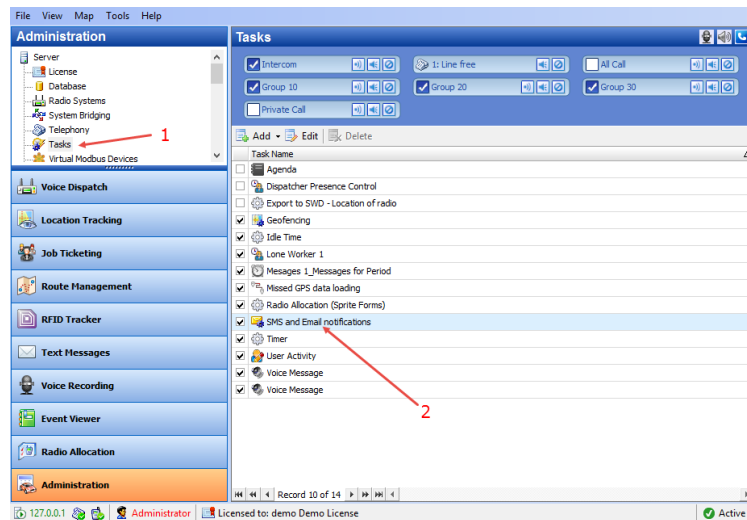 File View Map Tools Help
Administration
Tasks
Server
License
Database
Radio Systems
System Bridging
Telephony
Tasks
Virtual Modbus Devices
1
Intercom
1: Line free
All Call
Group 10
Group 20
Group 30
Private Call
Add Edit Delete
Task Name
Agenda
Dispatcher Presence Control
Export to SWD - Location of radio
Geofencing
Idle Time
Lone Worker 1
Mesages 1_Messages for Period
Missed GPS data loading
Radio Allocation (Sprite Forms)
SMS and Email notifications
Timer
User Activity
Voice Message
Voice Message
2
Voice Dispatch
Location Tracking
Job Ticketing
Route Management
RFID Tracker
Text Messages
Voice Recording
Event Viewer
Radio Allocation
Administration
Record 10 of 14
127.0.0.1 Administrator Licensed to: demo Demo License Active